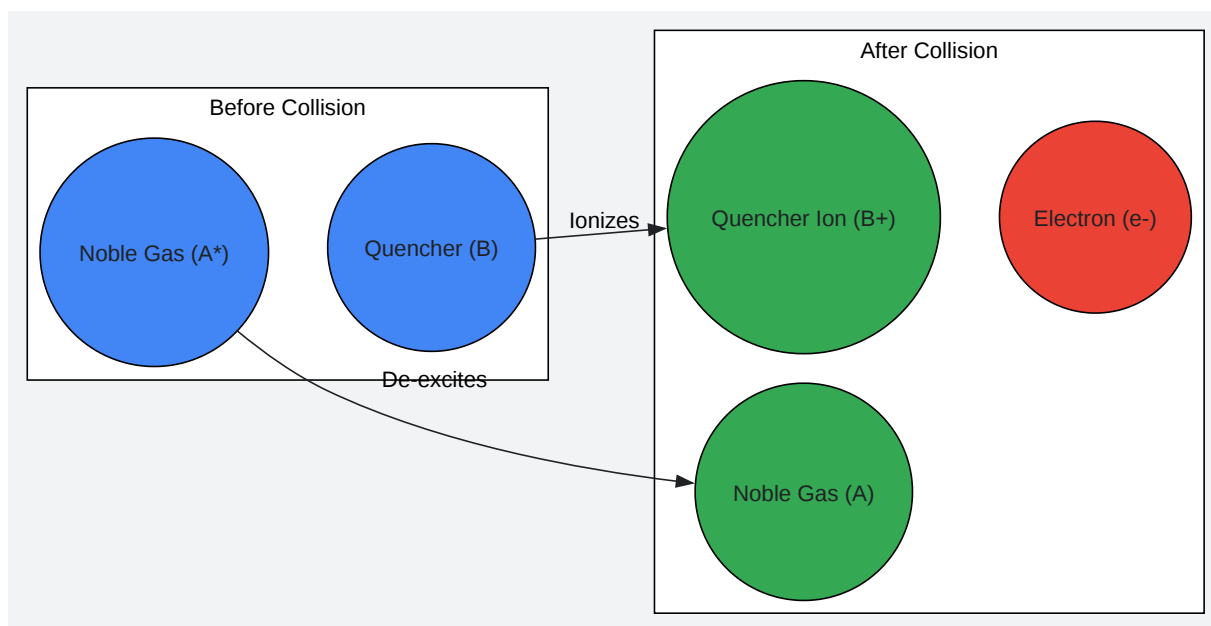 Before Collision
Noble Gas (A*)
Quencher (B)
Ionizes
De-excites
After Collision
Quencher Ion (B+)
Electron (e-)
Noble Gas (A)